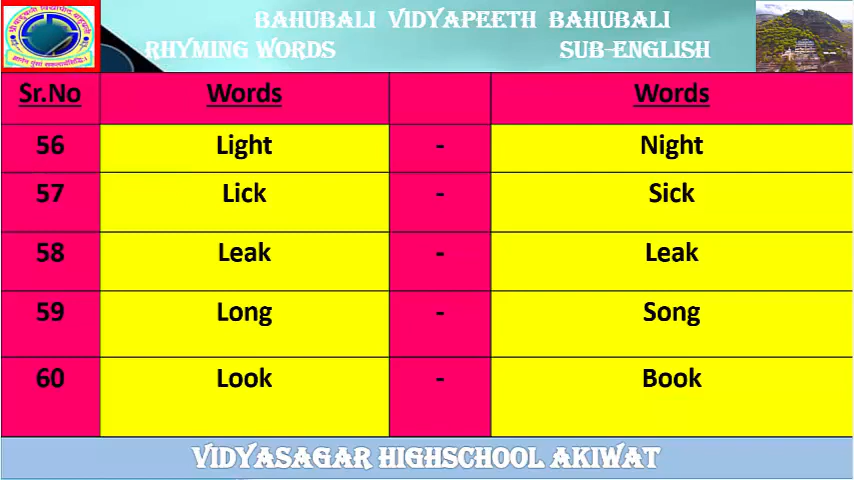 BAHUBALI VIDYAPEETH BAHUBALI
RHYMING WORDS SUB-ENGLISH
Sr.No Words Words
56 Light - Night
57 Lick - Sick
58 Leak - Leak
59 Long - Song
60 Look - Book
VIDYASAGAR HIGHSCHOOL AKIWAT